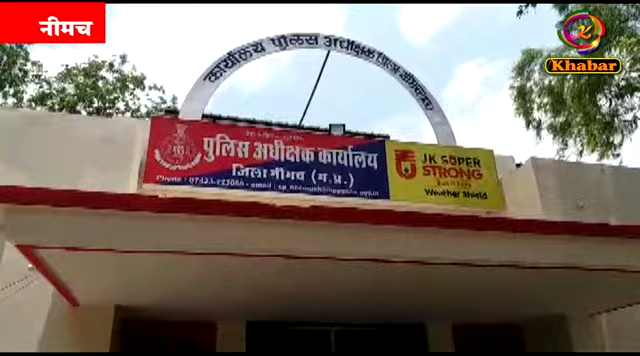 नीमच
Khabar
कार्यालय पुलिस अधीक्षक जिला नीमच
पुलिस अधीक्षक कार्यालय
जिला नीमच (म.प्र.)
JK SUPER
STRONG
Weather Shield